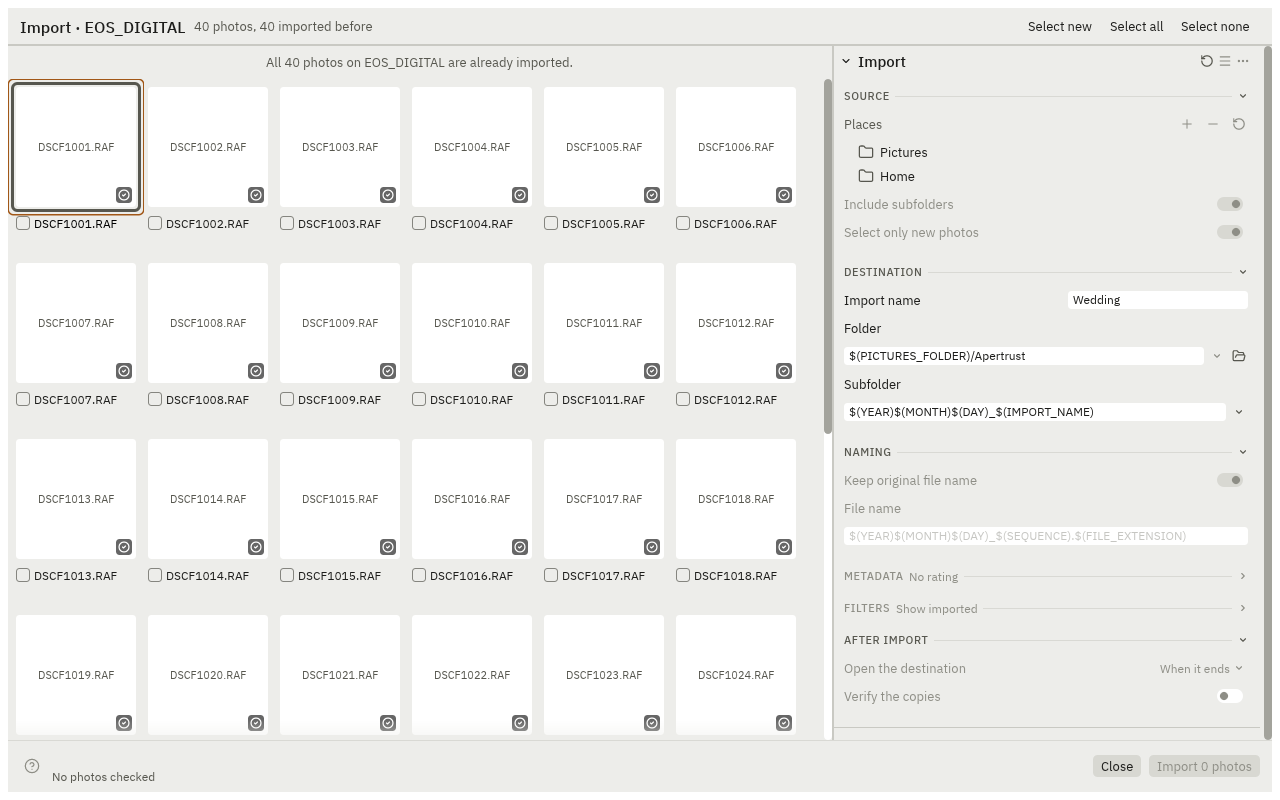 Import · EOS_DIGITAL 40 photos, 40 imported before Select new Select all Select none
All 40 photos on EOS_DIGITAL are already imported.
DSCF1001.RAF DSCF1002.RAF DSCF1003.RAF DSCF1004.RAF DSCF1005.RAF DSCF1006.RAF
DSCF1001.RAF DSCF1002.RAF DSCF1003.RAF DSCF1004.RAF DSCF1005.RAF DSCF1006.RAF
DSCF1007.RAF DSCF1008.RAF DSCF1009.RAF DSCF1010.RAF DSCF1011.RAF DSCF1012.RAF
DSCF1007.RAF DSCF1008.RAF DSCF1009.RAF DSCF1010.RAF DSCF1011.RAF DSCF1012.RAF
DSCF1013.RAF DSCF1014.RAF DSCF1015.RAF DSCF1016.RAF DSCF1017.RAF DSCF1018.RAF
DSCF1013.RAF DSCF1014.RAF DSCF1015.RAF DSCF1016.RAF DSCF1017.RAF DSCF1018.RAF
DSCF1019.RAF DSCF1020.RAF DSCF1021.RAF DSCF1022.RAF DSCF1023.RAF DSCF1024.RAF
Import
SOURCE
Places
Pictures
Home
Include subfolders
Select only new photos
DESTINATION
Import name Wedding
Folder
$(PICTURES_FOLDER)/Apertrust
Subfolder
$(YEAR)$(MONTH)$(DAY)_$(IMPORT_NAME)
NAMING
Keep original file name
File name
$(YEAR)$(MONTH)$(DAY)_$(SEQUENCE).$(FILE_EXTENSION)
METADATA No rating
FILTERS Show imported
AFTER IMPORT
Open the destination When it ends
Verify the copies
No photos checked Close Import 0 photos